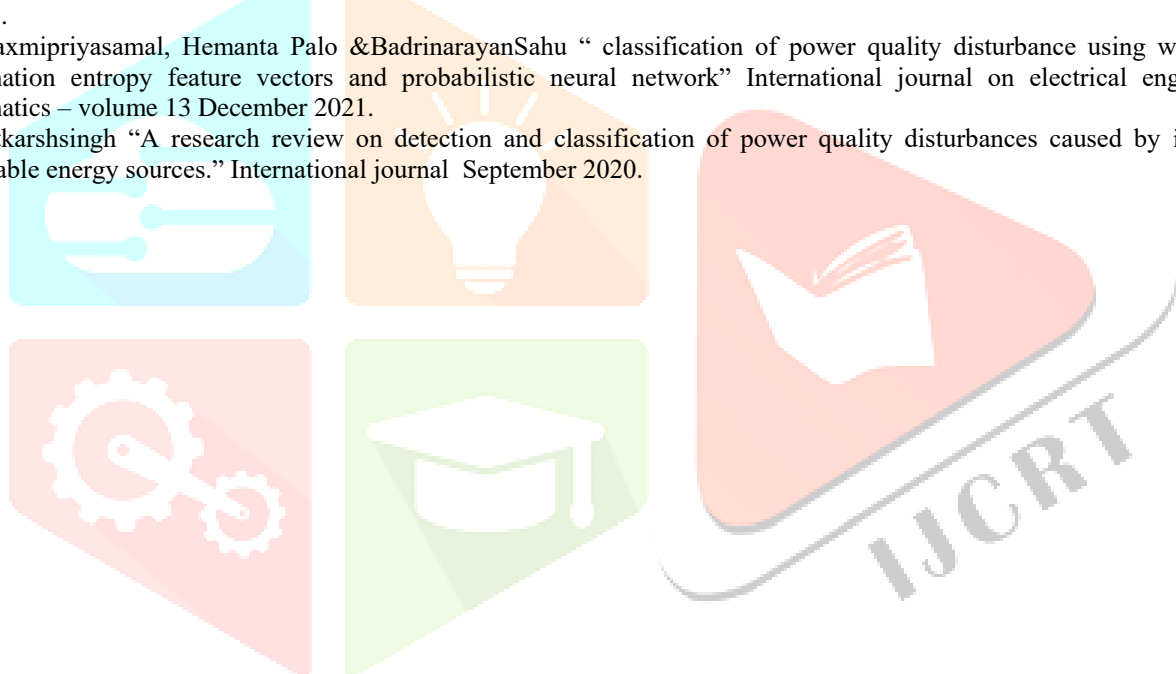 .
axmipriyasamal, Hemanta Palo &BadrinarayanSahu “ classification of power quality disturbance using w
nation entropy feature vectors and probabilistic neural network” International journal on electrical eng
natics – volume 13 December 2021.
karshsingh “A research review on detection and classification of power quality disturbances caused by i
able energy sources.” International journal September 2020.
IJCRT